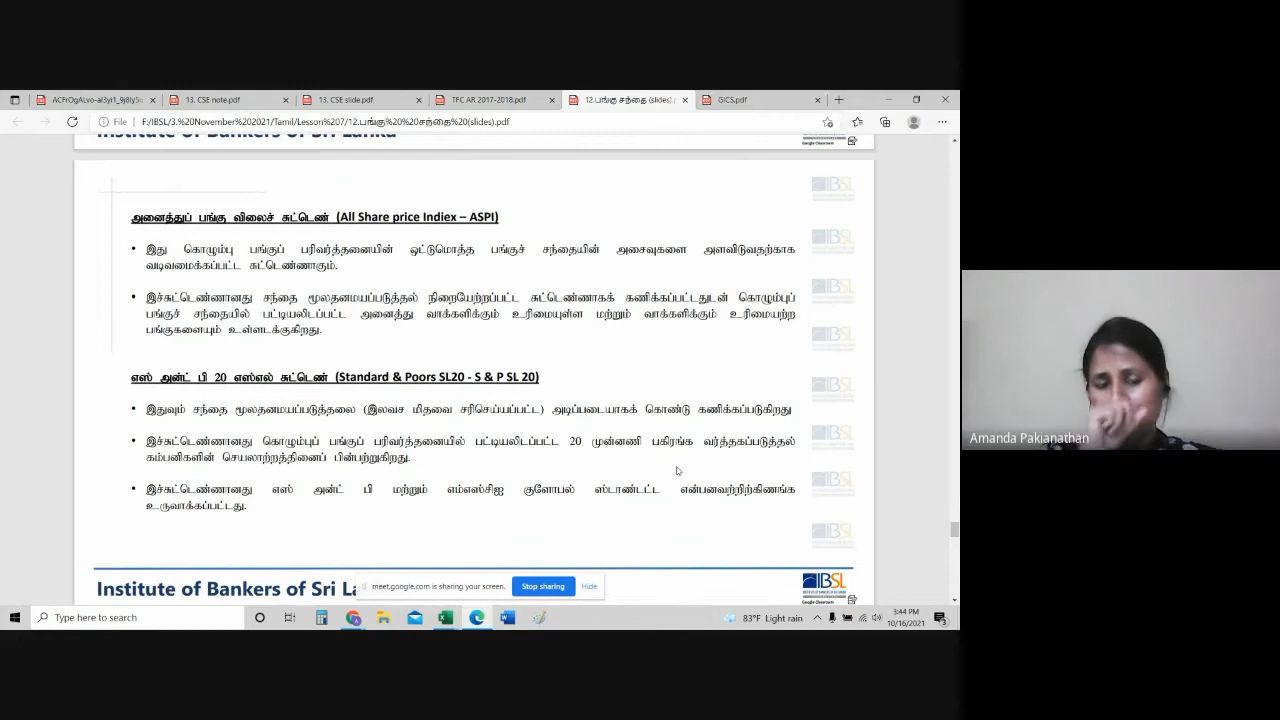 ACFrOgALvo-al3yi1_9j8Iy5o
13. CSE note.pdf
13. CSE slide.pdf
TFC AR 2017-2018.pdf
12.பங்கு சந்தை (slides).p
GICS.pdf
File
F:/IBSL/3.%20November%202021/Tamil/Lesson%207/12.பங்கு%20%20சந்தை%20(slides).pdf
Institute of Bankers of Sri Lanka
Google Classroom
IBSL
அனைத்துப் பங்கு விலைச் சுட்டெண் (All Share price Indiex – ASPI)
• இது கொழும்பு பங்குப் பரிவர்த்தனையின் ஒட்டுமொத்த பங்குச் சந்தையின் அசைவுகளை அளவிடுவதற்காக
வடிவமைக்கப்பட்ட சுட்டெண்ணாகும்.
• இச்சுட்டெண்ணானது சந்தை மூலதனமயப்படுத்தல் நிறையேற்றப்பட்ட சுட்டெண்ணாகக் கணிக்கப்பட்டதுடன் கொழும்புப்
பங்குச் சந்தையில் பட்டியலிடப்பட்ட அனைத்து வாக்களிக்கும் உரிமையுள்ள மற்றும் வாக்களிக்கும் உரிமையற்ற
பங்குகளையும் உள்ளடக்குகிறது.
எஸ் அன்ட் பி 20 எஸ்எல் சுட்டெண் (Standard & Poors SL20 - S & P SL 20)
• இதுவும் சந்தை மூலதனமயப்படுத்தலை (இலவச மிதவை சரிசெய்யப்பட்ட) அடிப்படையாகக் கொண்டு கணிக்கப்படுகிறது
• இச்சுட்டெண்ணானது கொழும்புப் பங்குப் பரிவர்த்தனையில் பட்டியலிடப்பட்ட 20 முன்னணி பகிரங்க வர்த்தகப்படுத்தல்
கம்பனிகளின் செயலாற்றத்தினைப் பின்பற்றுகிறது.
• இச்சுட்டெண்ணானது எஸ் அன்ட் பி மற்றும் எம்எஸ்சிஐ குளோபல் ஸ்டாண்டட்ட என்பனவற்றிற்கிணங்க
உருவாக்கப்பட்டது.
Institute of Bankers of Sri La
meet.google.com is sharing your screen.
Stop sharing
Hide
IBSL
Google Classroom
Type here to search
83°F Light rain
3:44 PM
10/16/2021
3
Amanda Pakianathan